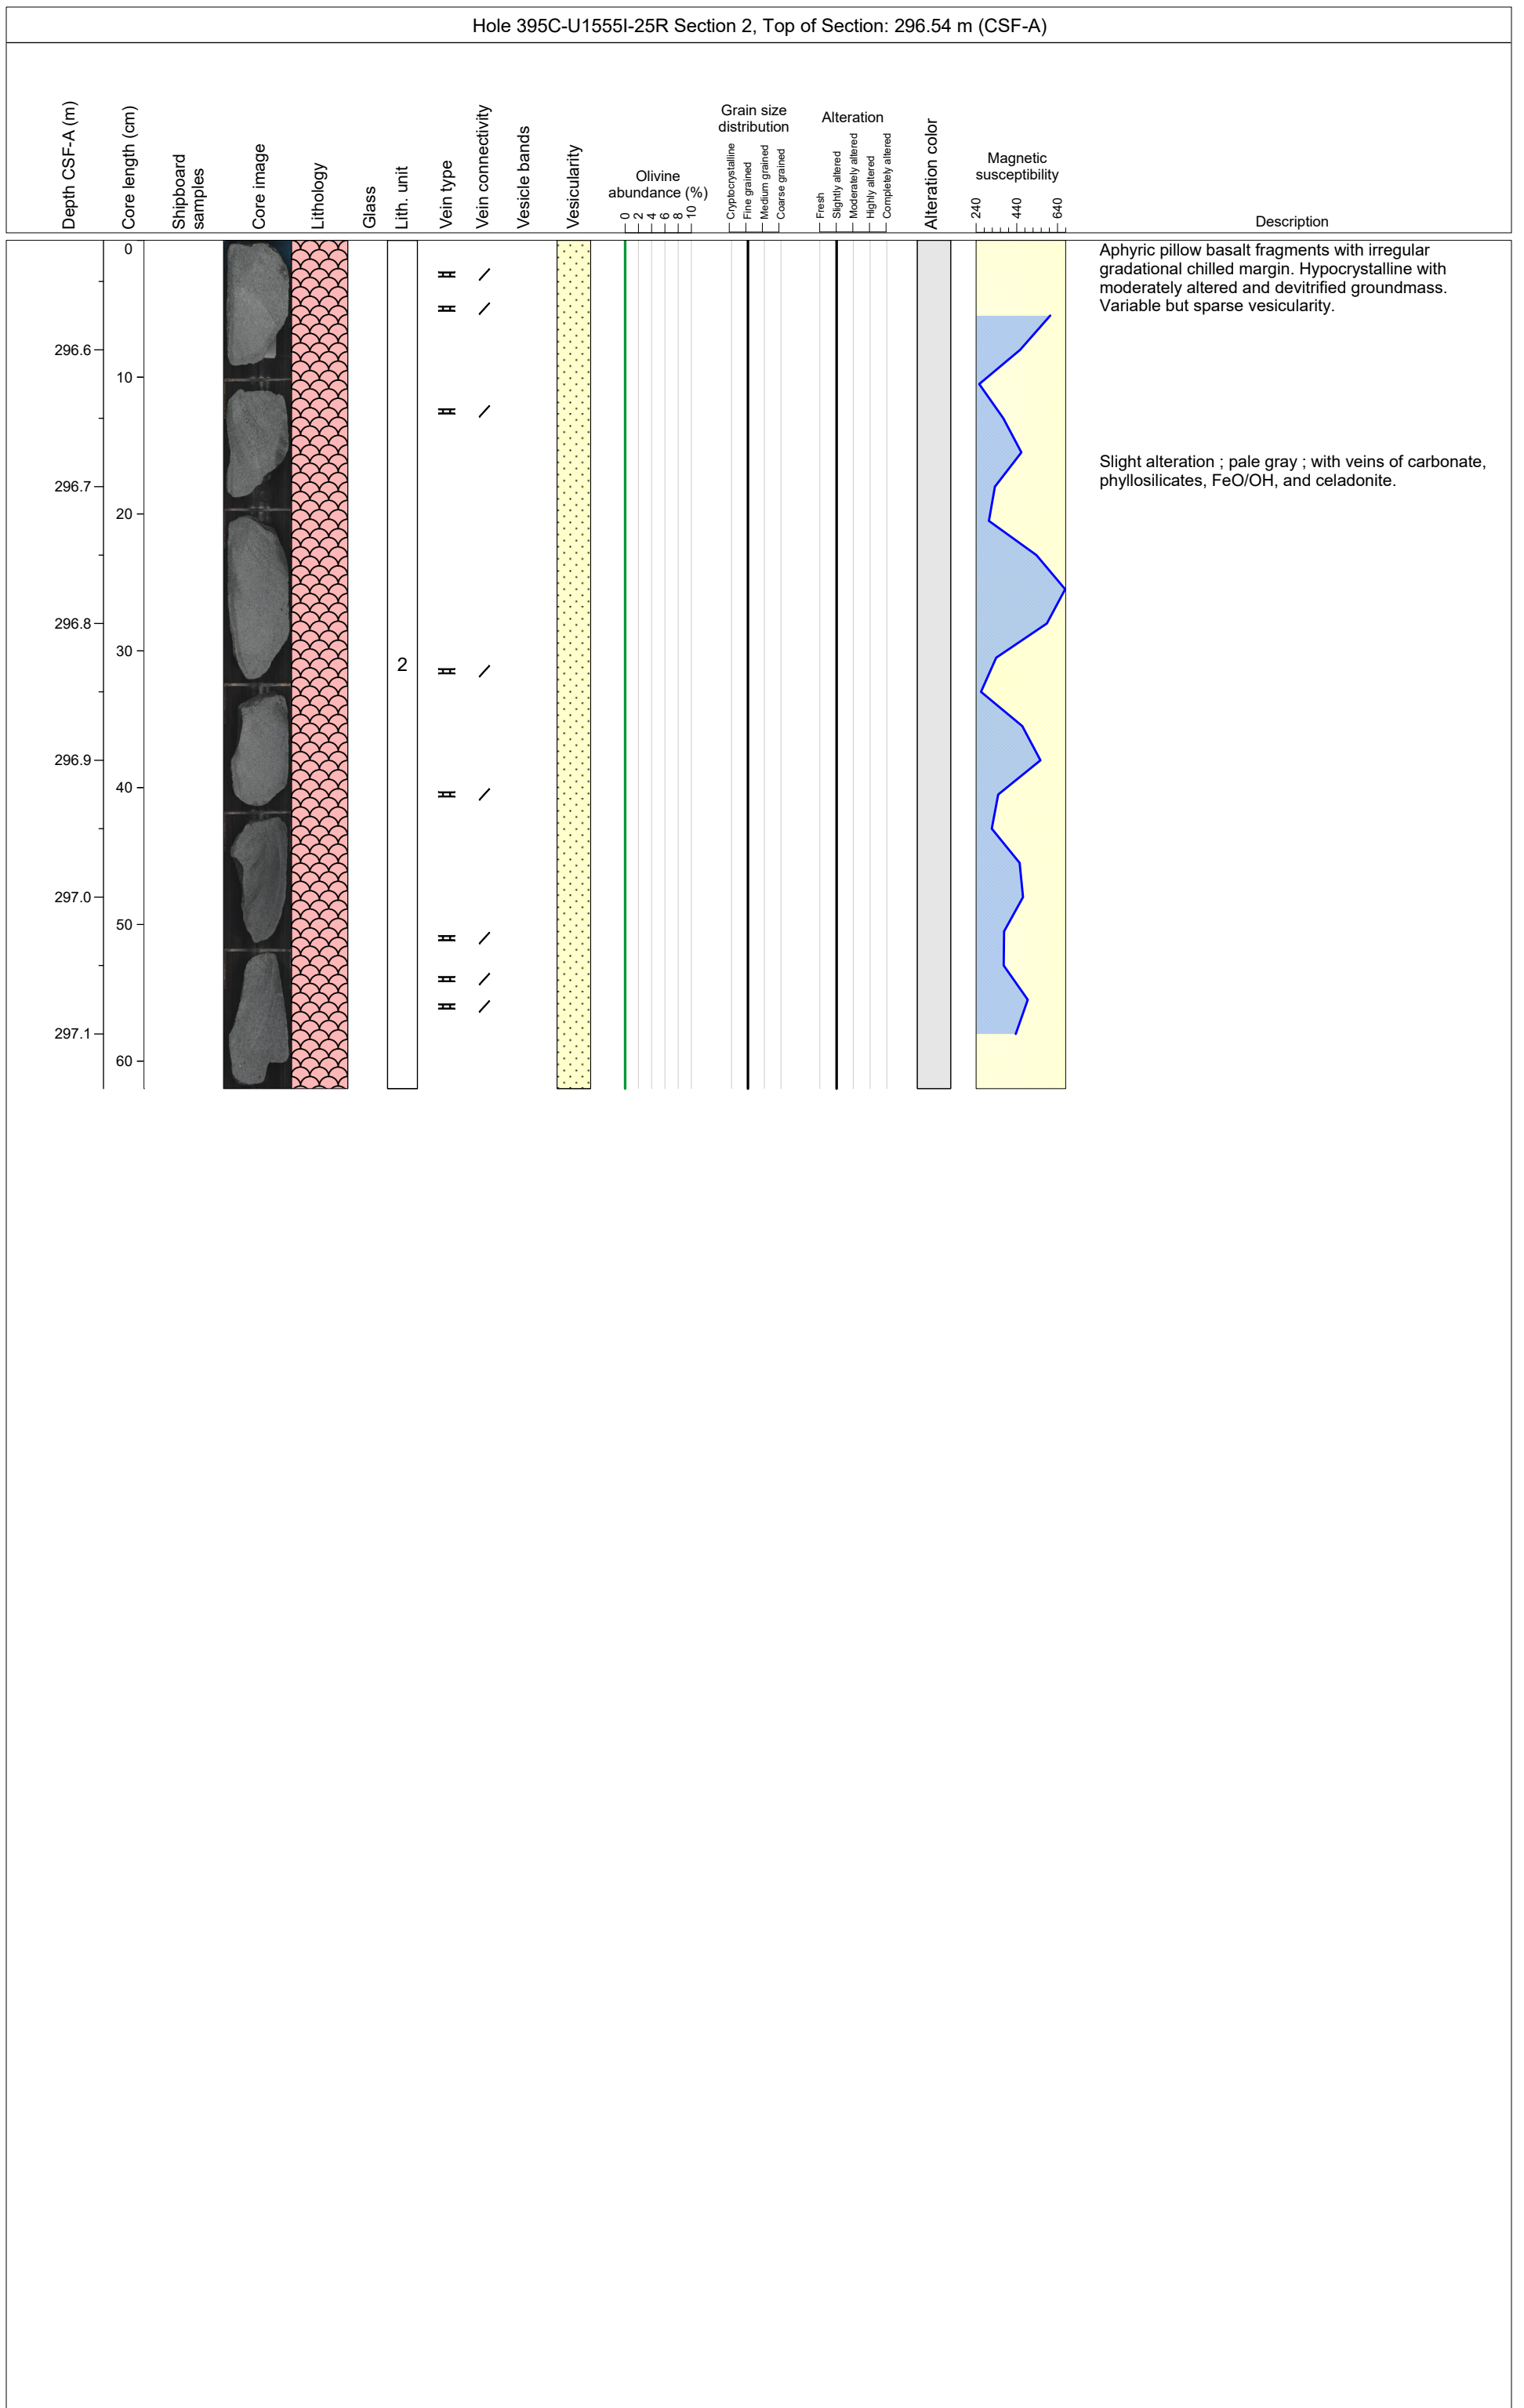 Hole 395C-U1555I-25R Section 2, Top of Section: 296.54 m (CSF-A)
Depth CSF-A (m)
Core length (cm)
Shipboard
samples
Core image
Lithology
Glass
Lith. unit
Vein type
Vein connectivity
Vesicle bands
Vesicularity
Olivine
abundance (%)
0 2 4 6 8 10
Grain size
distribution
Cryptocrystalline
Fine grained
Medium grained
Coarse grained
Alteration
Fresh
Slightly altered
Moderately altered
Highly altered
Completely altered
Alteration color
Magnetic
susceptibility
240 440 640
Description
0
10
20
30
40
50
60
296.6
296.7
296.8
296.9
297.0
297.1
2
Aphyric pillow basalt fragments with irregular
gradational chilled margin. Hypocrystalline with
moderately altered and devitrified groundmass.
Variable but sparse vesicularity.
Slight alteration ; pale gray ; with veins of carbonate,
phyllosilicates, FeO/OH, and celadonite.